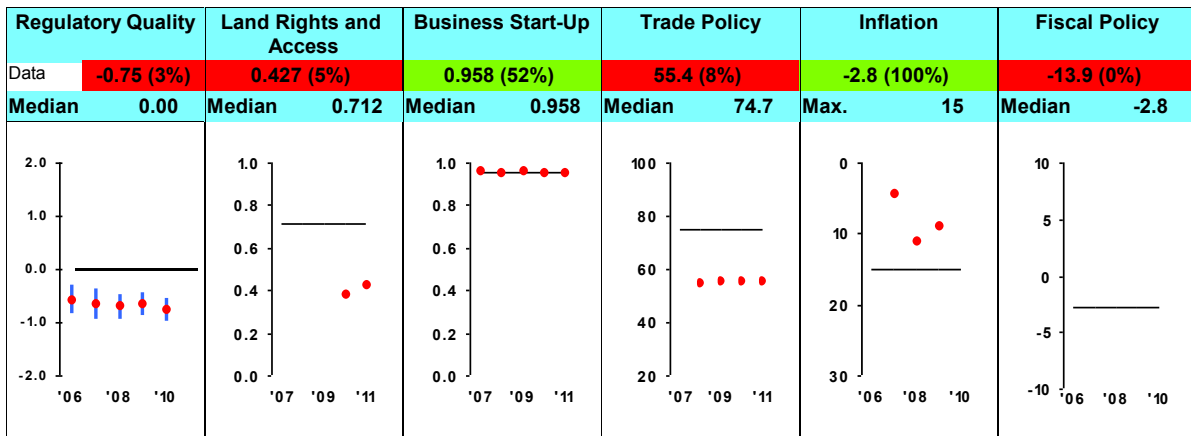 Regulatory Quality Land Rights and Access Business Start-Up Trade Policy Inflation Fiscal Policy
Data -0.75 (3%) 0.427 (5%) 0.958 (52%) 55.4 (8%) -2.8 (100%) -13.9 (0%)
Median 0.00 Median 0.712 Median 0.958 Median 74.7 Max. 15 Median -2.8
2.0 1.0 1.0 100 0 10
0.8 0.8
1.0 80 5
0.6 0.6 10
0.0 60 0
0.4 0.4 20
-1.0 40 -5
0.2 0.2
-2.0 0.0 0.0 20 30 -10
'06 '08 '10 '07 '09 '11 '07 '09 '11 '07 '09 '11 '06 '08 '10 '06 '08 '10